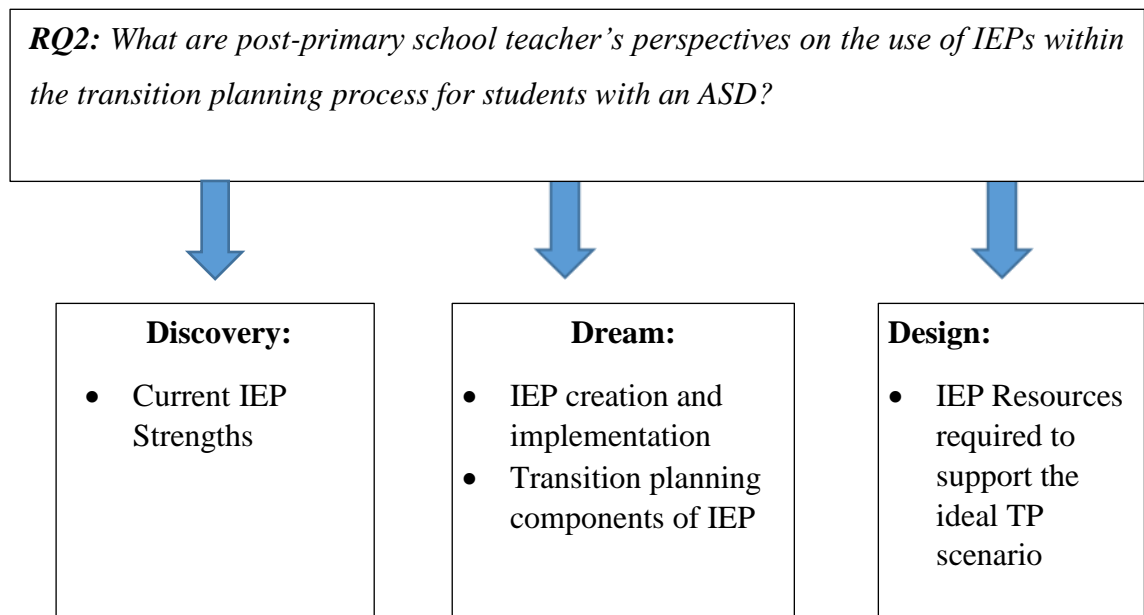 RQ2: What are post-primary school teacher's perspectives on the use of IEPs within
the transition planning process for students with an ASD?
Discovery:
• Current IEP
Strengths
Dream:
• IEP creation and
implementation
• Transition planning
components of IEP
Design:
• IEP Resources
required to
support the
ideal TP
scenario